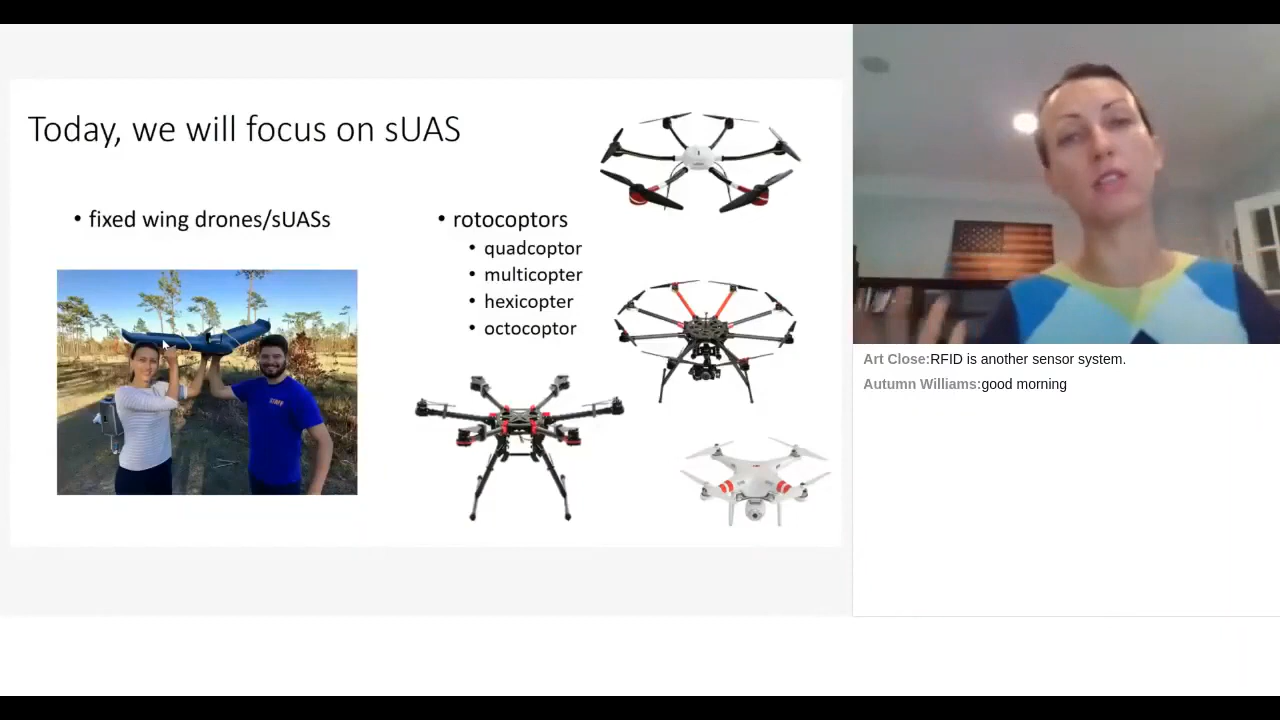 Today, we will focus on sUAS
• fixed wing drones/sUASs
• rotocoptors
• quadcoptor
• multicopter
• hexicopter
• octocoptor
STAFF
Art Close:RFID is another sensor system.
Autumn Williams:good morning